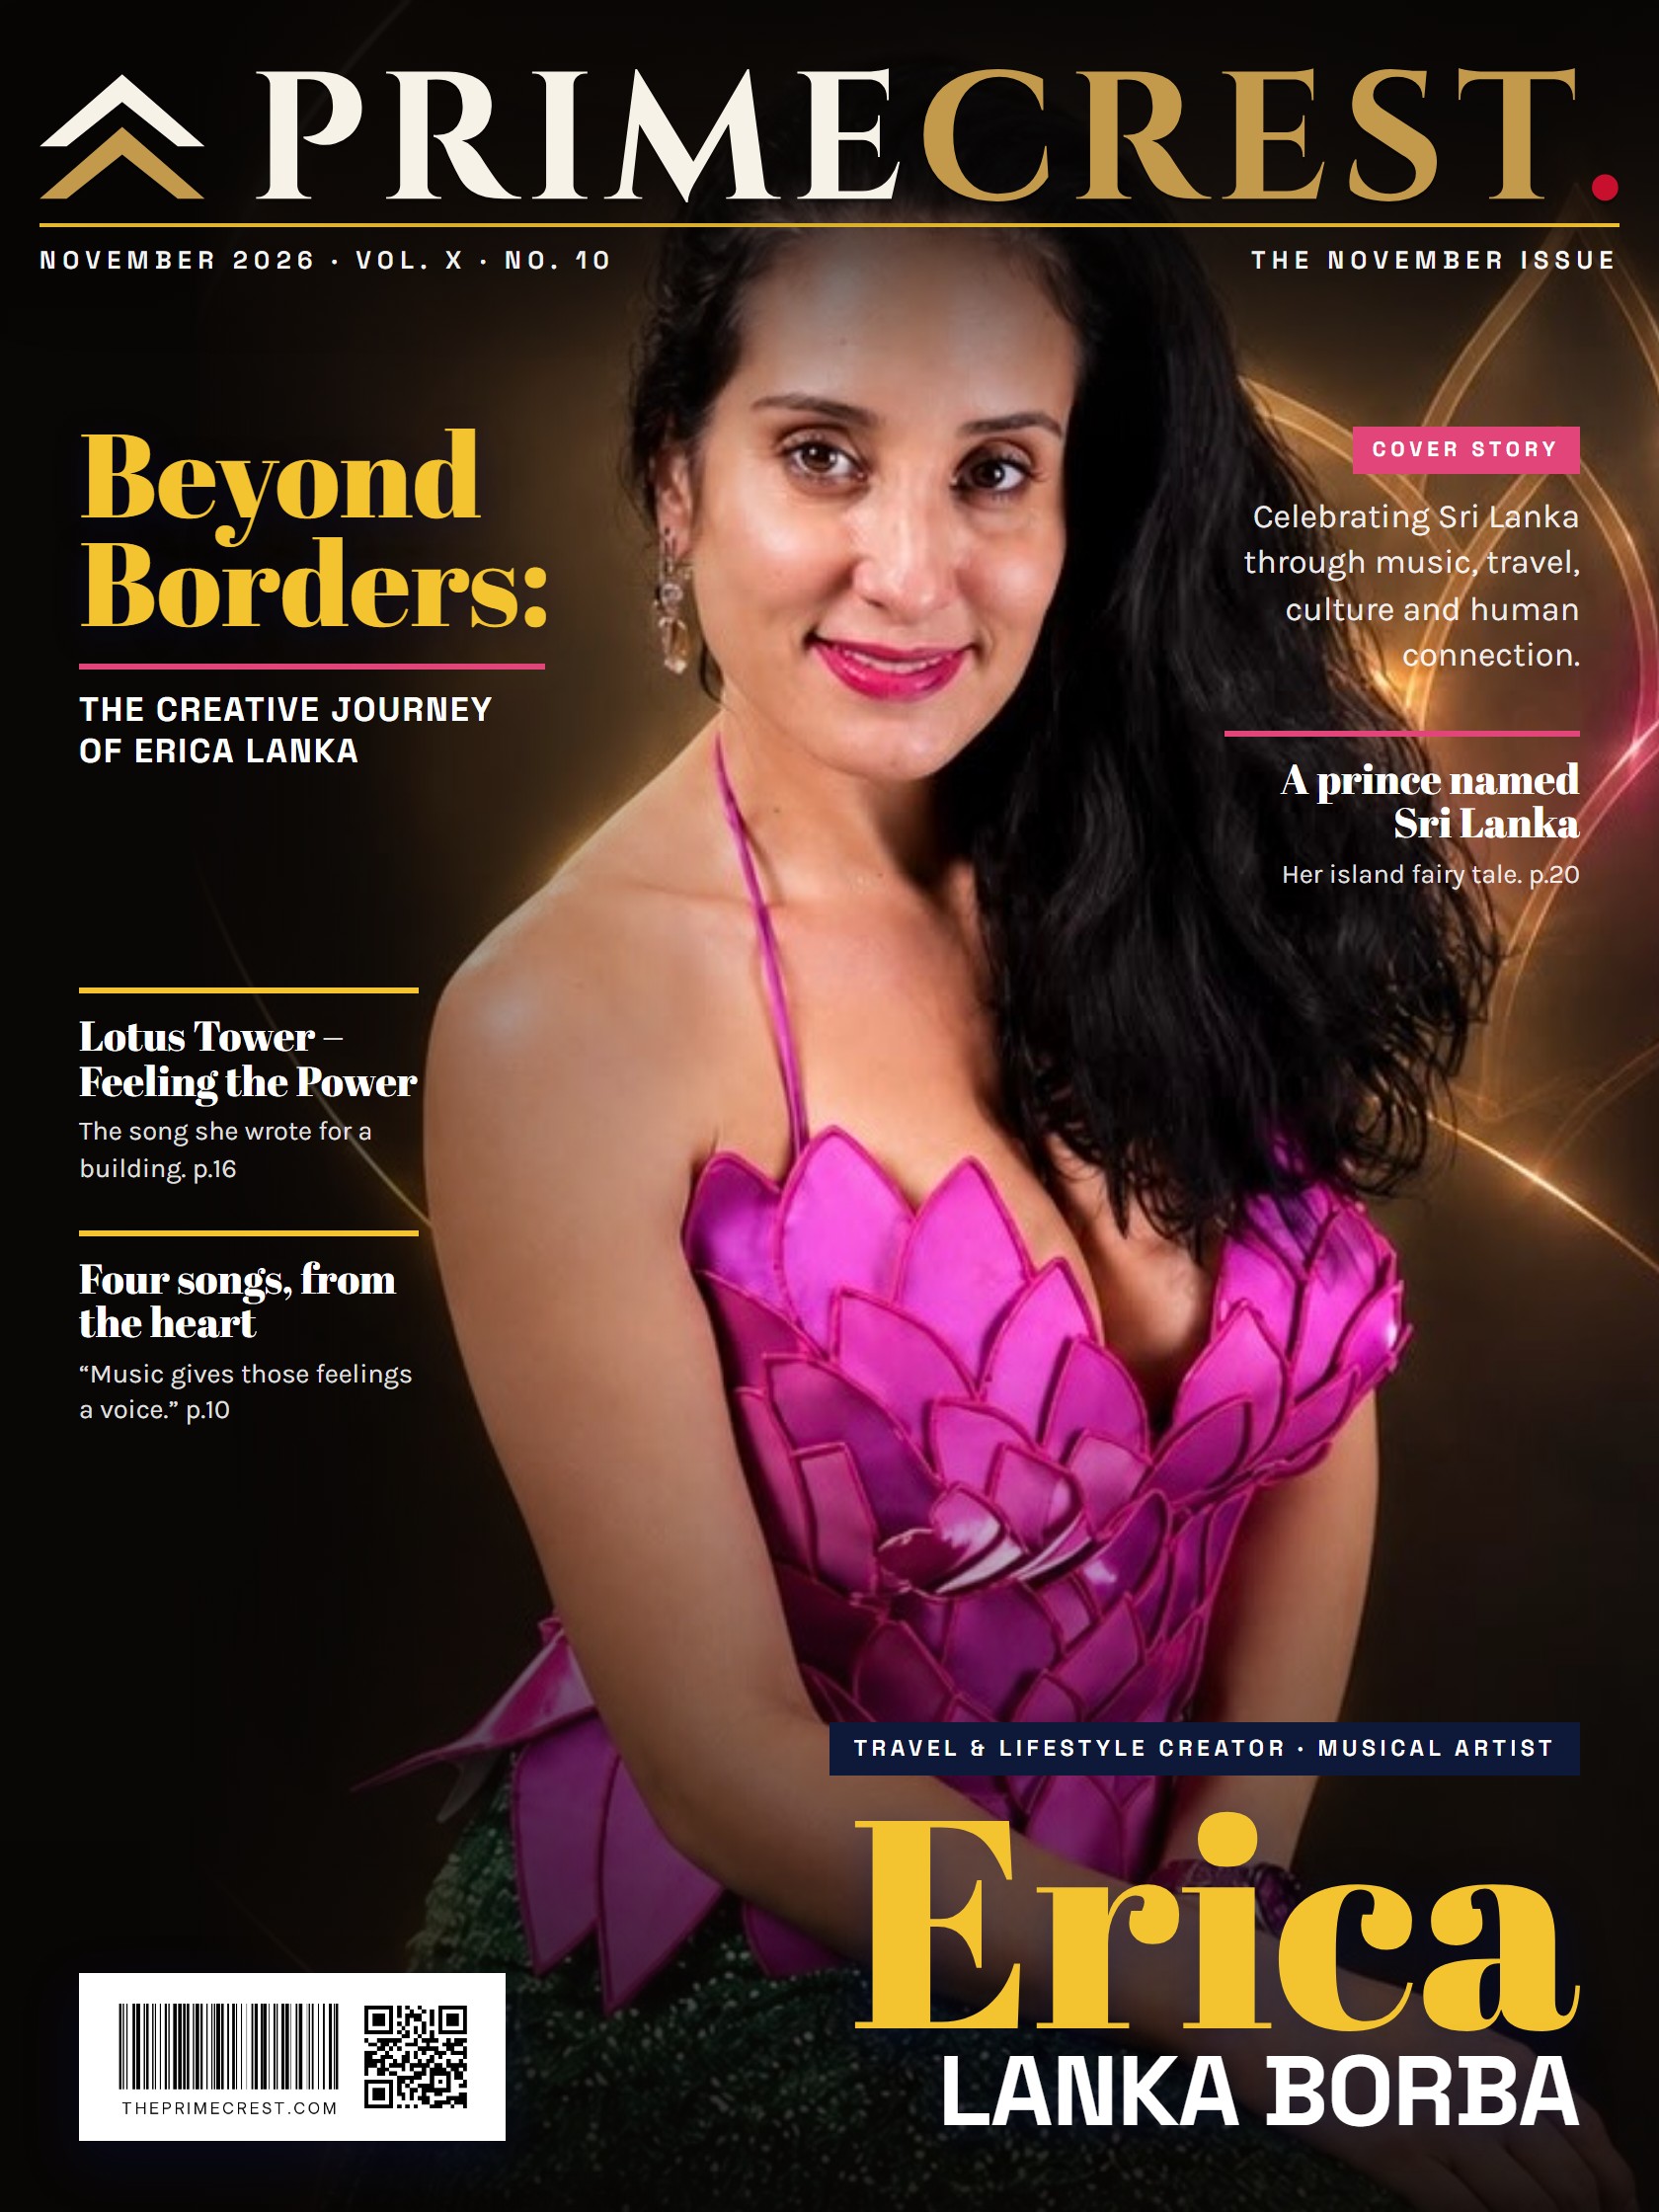 PRIMECREST.
NOVEMBER 2026 · VOL. X · NO. 10
THE NOVEMBER ISSUE
Beyond
Borders:
THE CREATIVE JOURNEY
OF ERICA LANKA
COVER STORY
Celebrating Sri Lanka
through music, travel,
culture and human
connection.
A prince named
Sri Lanka
Her island fairy tale. p.20
Lotus Tower –
Feeling the Power
The song she wrote for a
building. p.16
Four songs, from
the heart
“Music gives those feelings
a voice.” p.10
TRAVEL & LIFESTYLE CREATOR · MUSICAL ARTIST
Erica
LANKA BORBA
THEPRIMECREST.COM